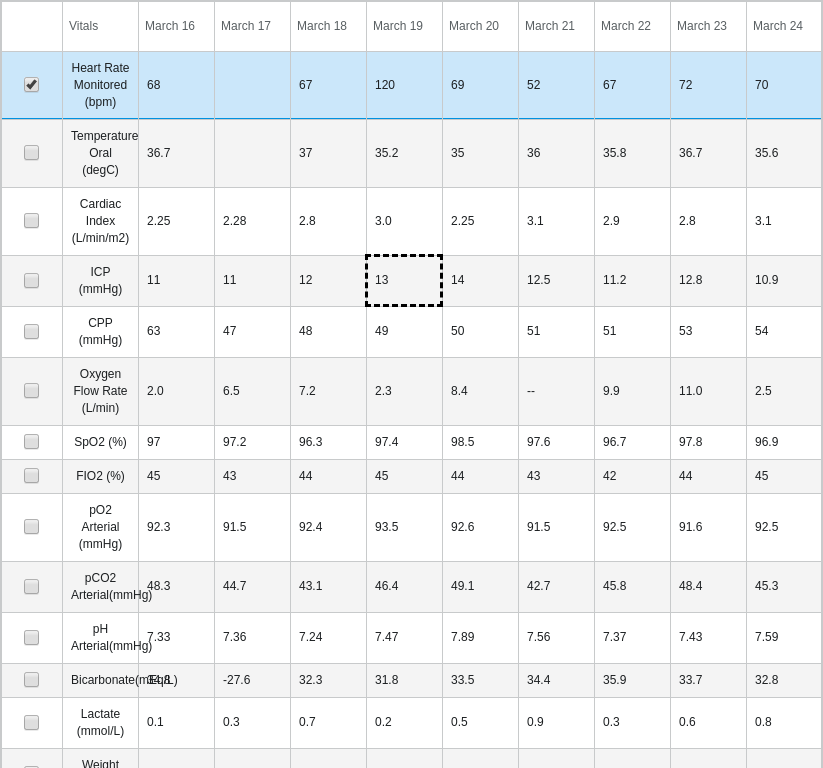 Vitals March 16 March 17 March 18 March 19 March 20 March 21 March 22 March 23 March 24
Heart Rate
Monitored
(bpm)
68 67 120 69 52 67 72 70
Temperature
Oral
(degC)
36.7 37 35.2 35 36 35.8 36.7 35.6
Cardiac
Index
(L/min/m2)
2.25 2.28 2.8 3.0 2.25 3.1 2.9 2.8 3.1
ICP
(mmHg)
11 11 12 13 14 12.5 11.2 12.8 10.9
CPP
(mmHg)
63 47 48 49 50 51 51 53 54
Oxygen
Flow Rate
(L/min)
2.0 6.5 7.2 2.3 8.4 -- 9.9 11.0 2.5
SpO2 (%) 97 97.2 96.3 97.4 98.5 97.6 96.7 97.8 96.9
FIO2 (%) 45 43 44 45 44 43 42 44 45
pO2
Arterial
(mmHg)
92.3 91.5 92.4 93.5 92.6 91.5 92.5 91.6 92.5
pCO2
Arterial(mmHg)
48.3 44.7 43.1 46.4 49.1 42.7 45.8 48.4 45.3
pH
Arterial(mmHg)
7.33 7.36 7.24 7.47 7.89 7.56 7.37 7.43 7.59
Bicarbonate(mEq/L) 34.8 -27.6 32.3 31.8 33.5 34.4 35.9 33.7 32.8
Lactate
(mmol/L)
0.1 0.3 0.7 0.2 0.5 0.9 0.3 0.6 0.8
Weight